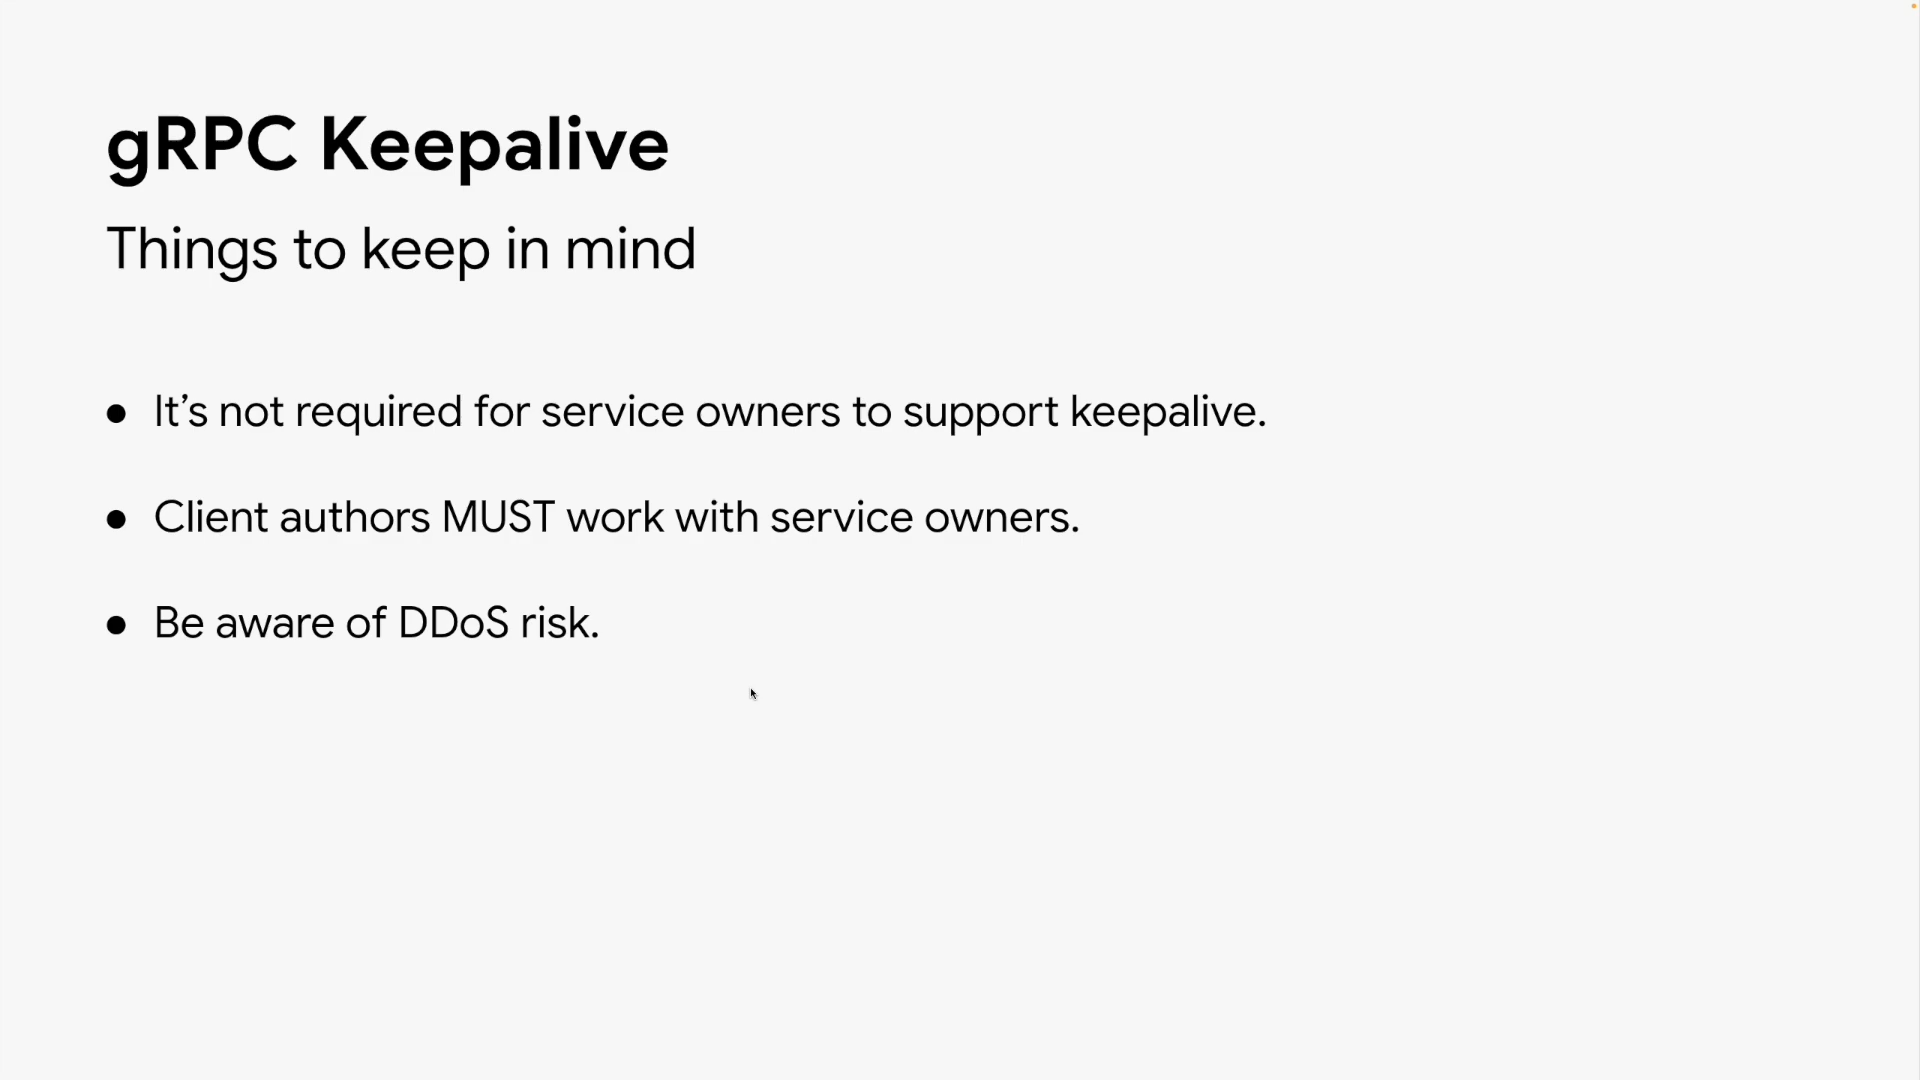 gRPC Keepalive
Things to keep in mind
● It’s not required for service owners to support keepalive.
● Client authors MUST work with service owners.
● Be aware of DDoS risk.